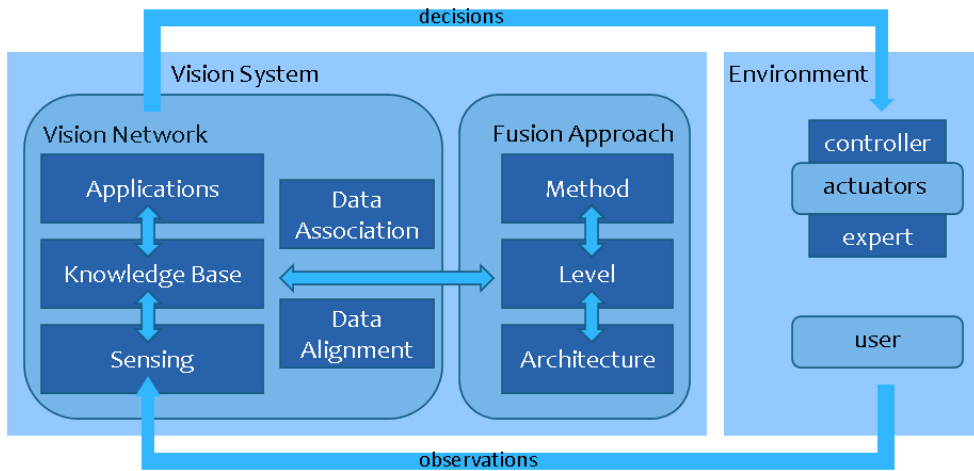 decisions
Vision System
Environment
Vision Network
Fusion Approach
Applications
Data
Association
Method
controller
actuators
expert
Knowledge Base
Level
Data
Alignment
Sensing
Architecture
user
observations